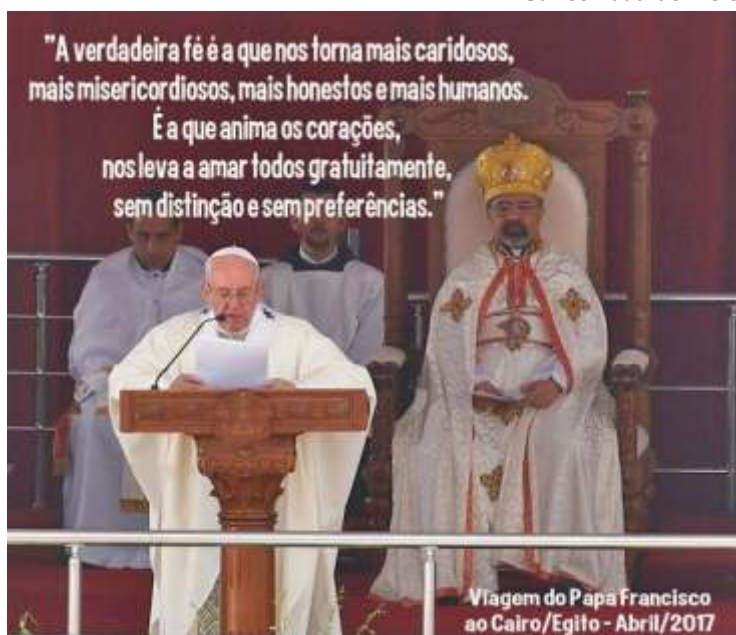 "A verdadeira fé é a que nos torna mais caridosos,
mais misericordiosos, mais honestos e mais humanos.
É a que anima os corações,
nos leva a amar todos gratuitamente,
sem distinção e sem preferências."
Viagem do Papa Francisco
ao Cairo/Egito - Abril/2017